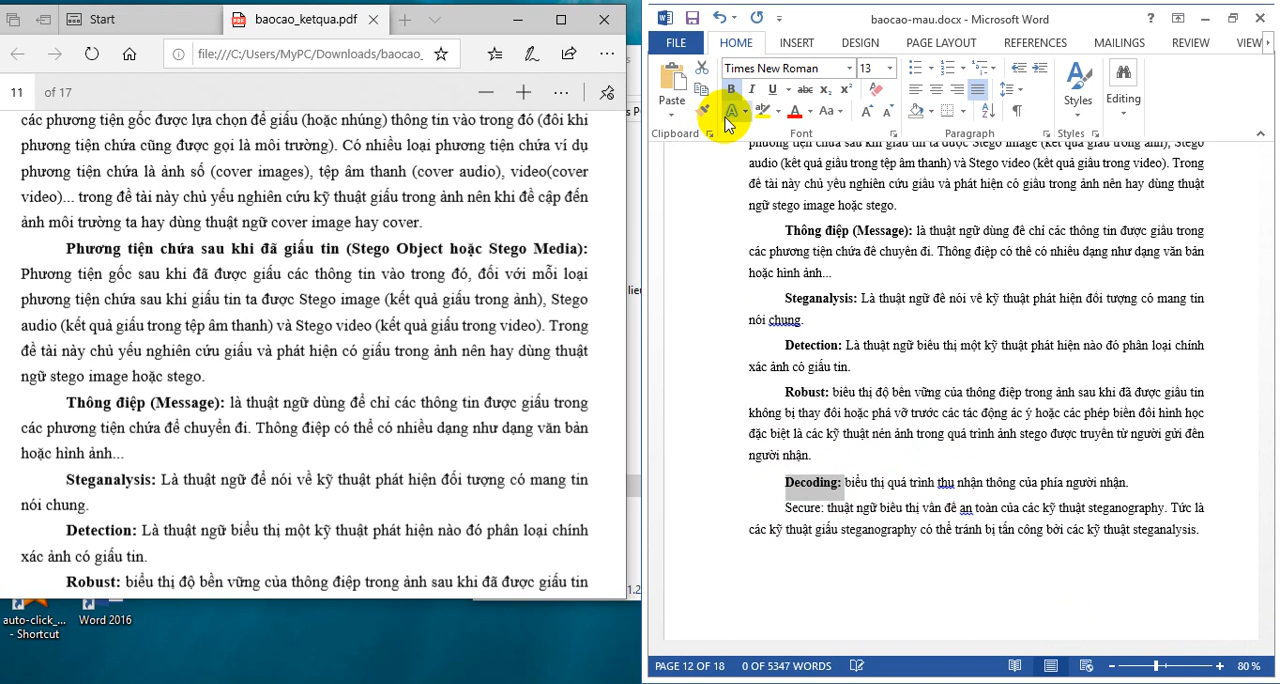 Start
baocao_ketqua.pdf
file:///C:/Users/MyPC/Downloads/baocao_
11 of 17
các phương tiện gốc được lựa chọn để giấu (hoặc nhúng) thông tin vào trong đó (đôi khi
phương tiện chứa cũng được gọi là môi trường). Có nhiều loại phương tiện chứa ví dụ
phương tiện chứa là ảnh số (cover images), tệp âm thanh (cover audio), video(cover
video)... trong đề tài này chủ yếu nghiên cứu kỹ thuật giấu trong ảnh nên khi đề cập đến
ảnh môi trường ta hay dùng thuật ngữ cover image hay cover.
Phương tiện chứa sau khi đã giấu tin (Stego Object hoặc Stego Media):
Phương tiện gốc sau khi đã được giấu các thông tin vào trong đó, đối với mỗi loại
phương tiện chứa sau khi giấu tin ta được Stego image (kết quả giấu trong ảnh), Stego
audio (kết quả giấu trong tệp âm thanh) và Stego video (kết quả giấu trong video). Trong
đề tài này chủ yếu nghiên cứu giấu và phát hiện có giấu trong ảnh nên hay dùng thuật
ngữ stego image hoặc stego.
Thông điệp (Message): là thuật ngữ dùng để chỉ các thông tin được giấu trong
các phương tiện chứa để chuyển đi. Thông điệp có thể có nhiều dạng như dạng văn bản
hoặc hình ảnh...
Steganalysis: Là thuật ngữ để nói về kỹ thuật phát hiện đối tượng có mang tin
nói chung.
Detection: Là thuật ngữ biểu thị một kỹ thuật phát hiện nào đó phân loại chính
xác ảnh có giấu tin.
Robust: biểu thị độ bền vững của thông điệp trong ảnh sau khi đã được giấu tin
auto-click_...
- Shortcut
Word 2016
baocao-mau.docx - Microsoft Word
FILE HOME INSERT DESIGN PAGE LAYOUT REFERENCES MAILINGS REVIEW VIEW
Times New Roman 13
Paste
Styles
Editing
Clipboard Font Paragraph Styles
phương tiện chứa sau khi giấu tin ta được Stego image (kết quả giấu trong ảnh), Stego
audio (kết quả giấu trong tệp âm thanh) và Stego video (kết quả giấu trong video). Trong
đề tài này chủ yếu nghiên cứu giấu và phát hiện có giấu trong ảnh nên hay dùng thuật
ngữ stego image hoặc stego.
Thông điệp (Message): là thuật ngữ dùng để chỉ các thông tin được giấu trong
các phương tiện chứa để chuyển đi. Thông điệp có thể có nhiều dạng như dạng văn bản
hoặc hình ảnh...
Steganalysis: Là thuật ngữ để nói về kỹ thuật phát hiện đối tượng có mang tin
nói chung.
Detection: Là thuật ngữ biểu thị một kỹ thuật phát hiện nào đó phân loại chính
xác ảnh có giấu tin.
Robust: biểu thị độ bền vững của thông điệp trong ảnh sau khi đã được giấu tin
không bị thay đổi hoặc phá vỡ trước các tác động ác ý hoặc các phép biến đổi hình học
đặc biệt là các kỹ thuật nén ảnh trong quá trình ảnh stego được truyền từ người gửi đến
người nhận.
Decoding: biểu thị quá trình thu nhận thông của phía người nhận.
Secure: thuật ngữ biểu thị vấn đề an toàn của các kỹ thuật steganography. Tức là
các kỹ thuật giấu steganography có thể tránh bị tấn công bởi các kỹ thuật steganalysis.
PAGE 12 OF 18 0 OF 5347 WORDS 80 %